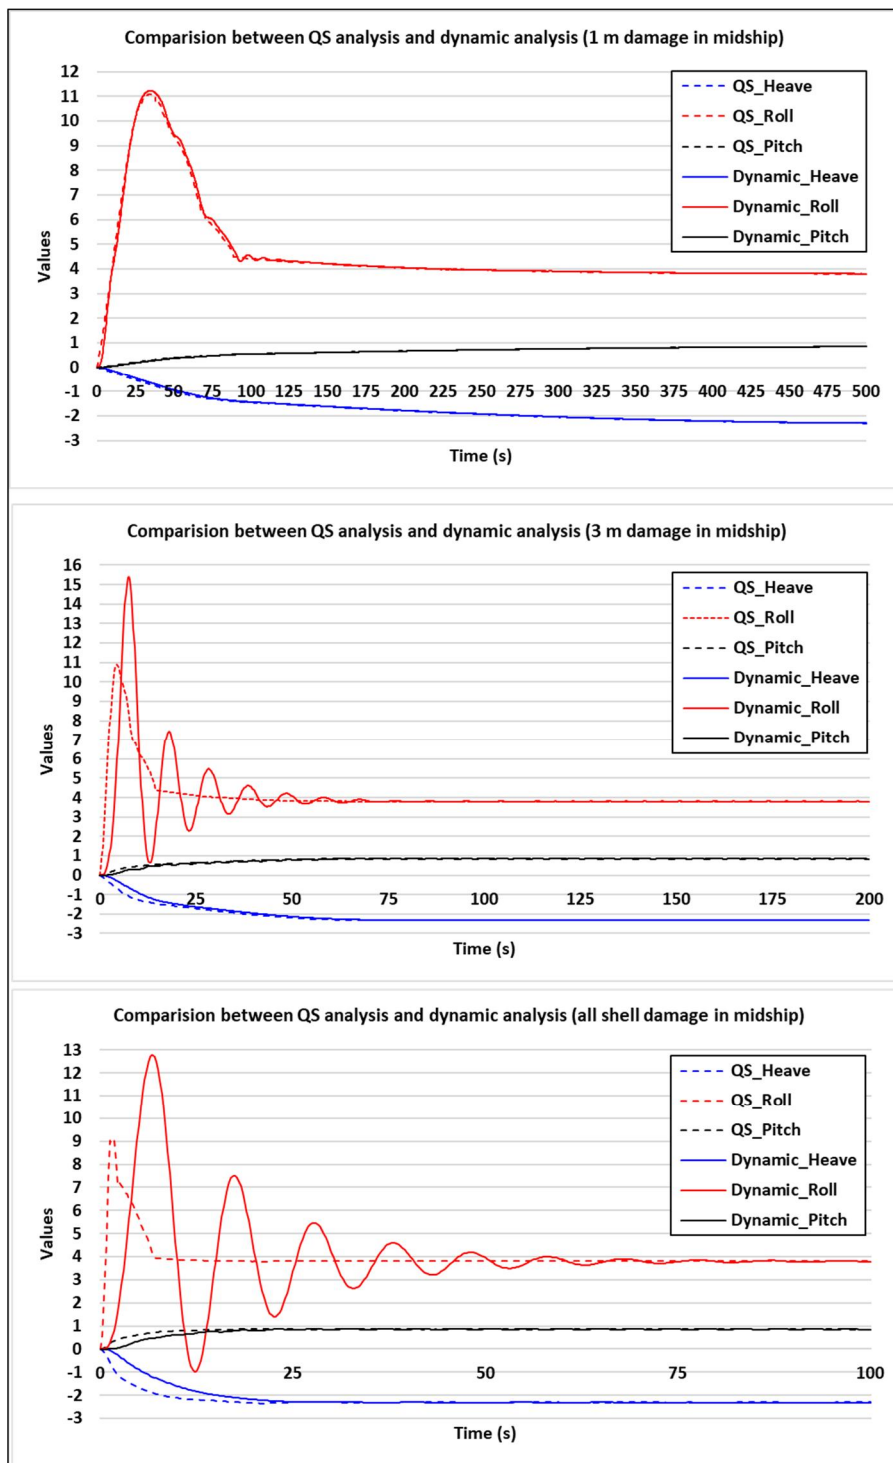 Comparision between QS analysis and dynamic analysis (1 m damage in midship)
12
11
10
9
8
7
6
5
4
3
2
1
0
-1
-2
-3
Values
QS_Heave
QS_Roll
QS_Pitch
Dynamic_Heave
Dynamic_Roll
Dynamic_Pitch
0 25 50 75 100 125 150 175 200 225 250 275 300 325 350 375 400 425 450 475 500
Time (s)
Comparision between QS analysis and dynamic analysis (3 m damage in midship)
16
15
14
13
12
11
10
9
8
7
6
5
4
3
2
1
0
-1
-2
-3
Values
QS_Heave
QS_Roll
QS_Pitch
Dynamic_Heave
Dynamic_Roll
Dynamic_Pitch
0 25 50 75 100 125 150 175 200
Time (s)
Comparision between QS analysis and dynamic analysis (all shell damage in midship)
13
12
11
10
9
8
7
6
5
4
3
2
1
0
-1
-2
-3
Values
QS_Heave
QS_Roll
QS_Pitch
Dynamic_Heave
Dynamic_Roll
Dynamic_Pitch
0 25 50 75 100
Time (s)